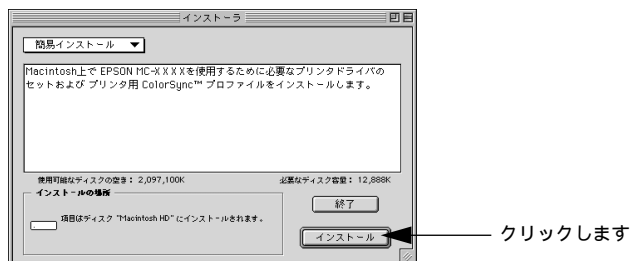 インストーラ
簡易インストール
Macintosh上で EPSON MC-XXXXを使用するために必要なプリンタドライバの
セットおよび プリンタ用 ColorSync™ プロファイルをインストールします。
使用可能なディスクの空き： 2,097,100K 必要なディスク容量： 12,888K
インストールの場所
項目はディスク "Macintosh HD" にインストールされます。
終了
インストール クリックします